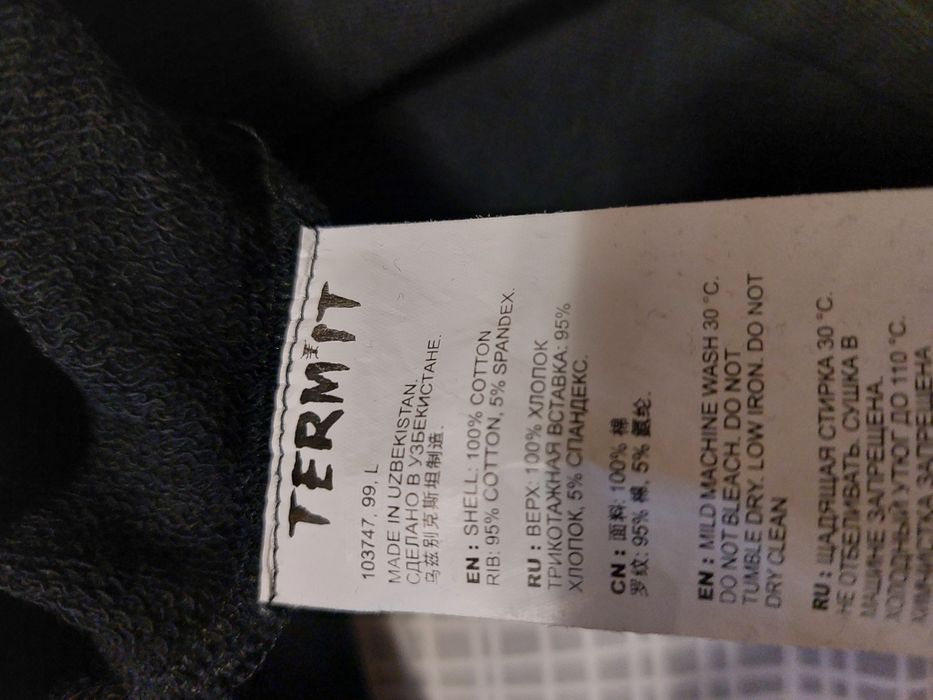 TERMIT
103747, 99, L
MADE IN UZBEKISTAN.
СДЕЛАНО В УЗБЕКИСТАНЕ.
乌兹别克斯坦制造.
EN : SHELL: 100% COTTON
RIB: 95% COTTON, 5% SPANDEX.
RU : ВЕРХ: 100% ХЛОПОК
ТРИКОТАЖНАЯ ВСТАВКА: 95%
ХЛОПОК, 5% СПАНДЕКС.
CN : 面料: 100% 棉
罗纹: 95% 棉, 5% 氨纶.
EN : MILD MACHINE WASH 30 °C.
DO NOT BLEACH. DO NOT
TUMBLE DRY. LOW IRON. DO NOT
DRY CLEAN
RU : ЩАДЯЩАЯ СТИРКА 30 °C.
НЕ ОТБЕЛИВАТЬ. СУШКА В
МАШИНЕ ЗАПРЕЩЕНА.
ХОЛОДНЫЙ УТЮГ ДО 110 °C.
ХИМЧИСТКА ЗАПРЕЩЕНА